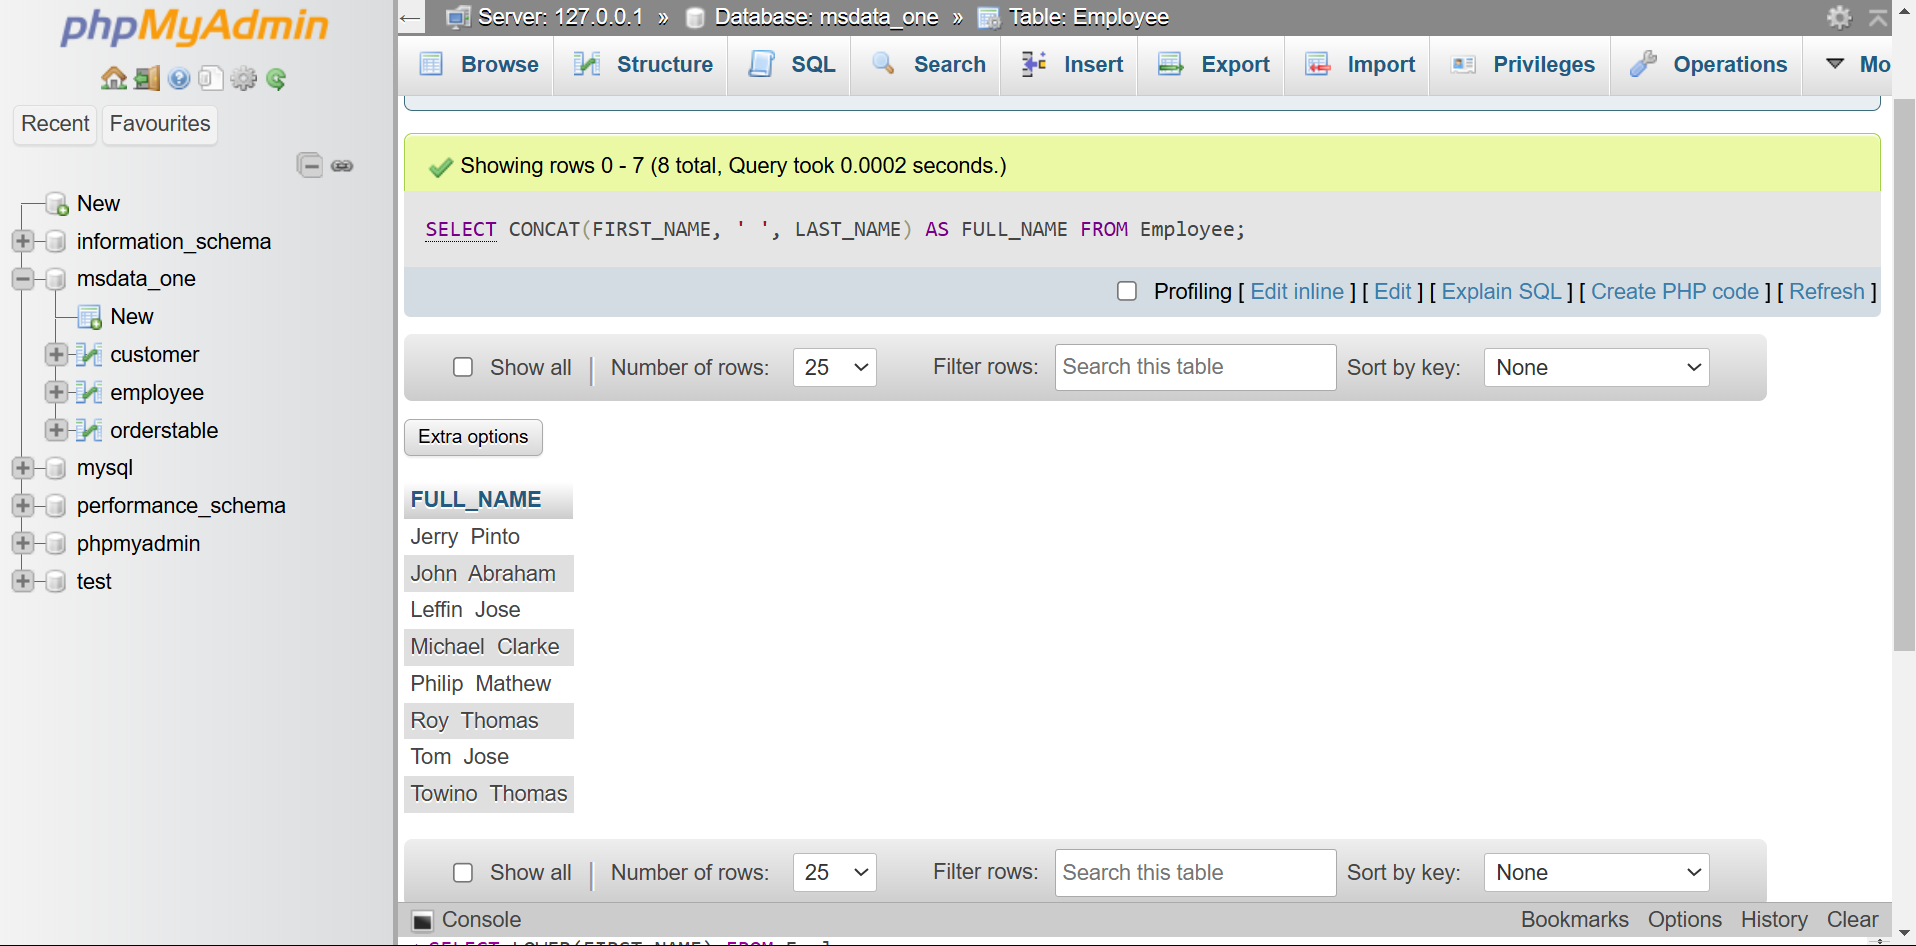 phpMyAdmin
Recent Favourites
New
information_schema
msdata_one
New
customer
employee
orderstable
mysql
performance_schema
phpmyadmin
test
← Server: 127.0.0.1 » Database: msdata_one » Table: Employee
Browse Structure SQL Search Insert Export Import Privileges Operations Mo
Showing rows 0 - 7 (8 total, Query took 0.0002 seconds.)
SELECT CONCAT(FIRST_NAME, ' ', LAST_NAME) AS FULL_NAME FROM Employee;
Profiling [ Edit inline ] [ Edit ] [ Explain SQL ] [ Create PHP code ] [ Refresh ]
Show all | Number of rows: 25 Filter rows: Search this table Sort by key: None
Extra options
FULL_NAME
Jerry  Pinto
John  Abraham
Leffin  Jose
Michael  Clarke
Philip  Mathew
Roy  Thomas
Tom  Jose
Towino  Thomas
Show all | Number of rows: 25 Filter rows: Search this table Sort by key: None
Console Bookmarks Options History Clear
SELECT LOWER(FIRST_NAME) FROM